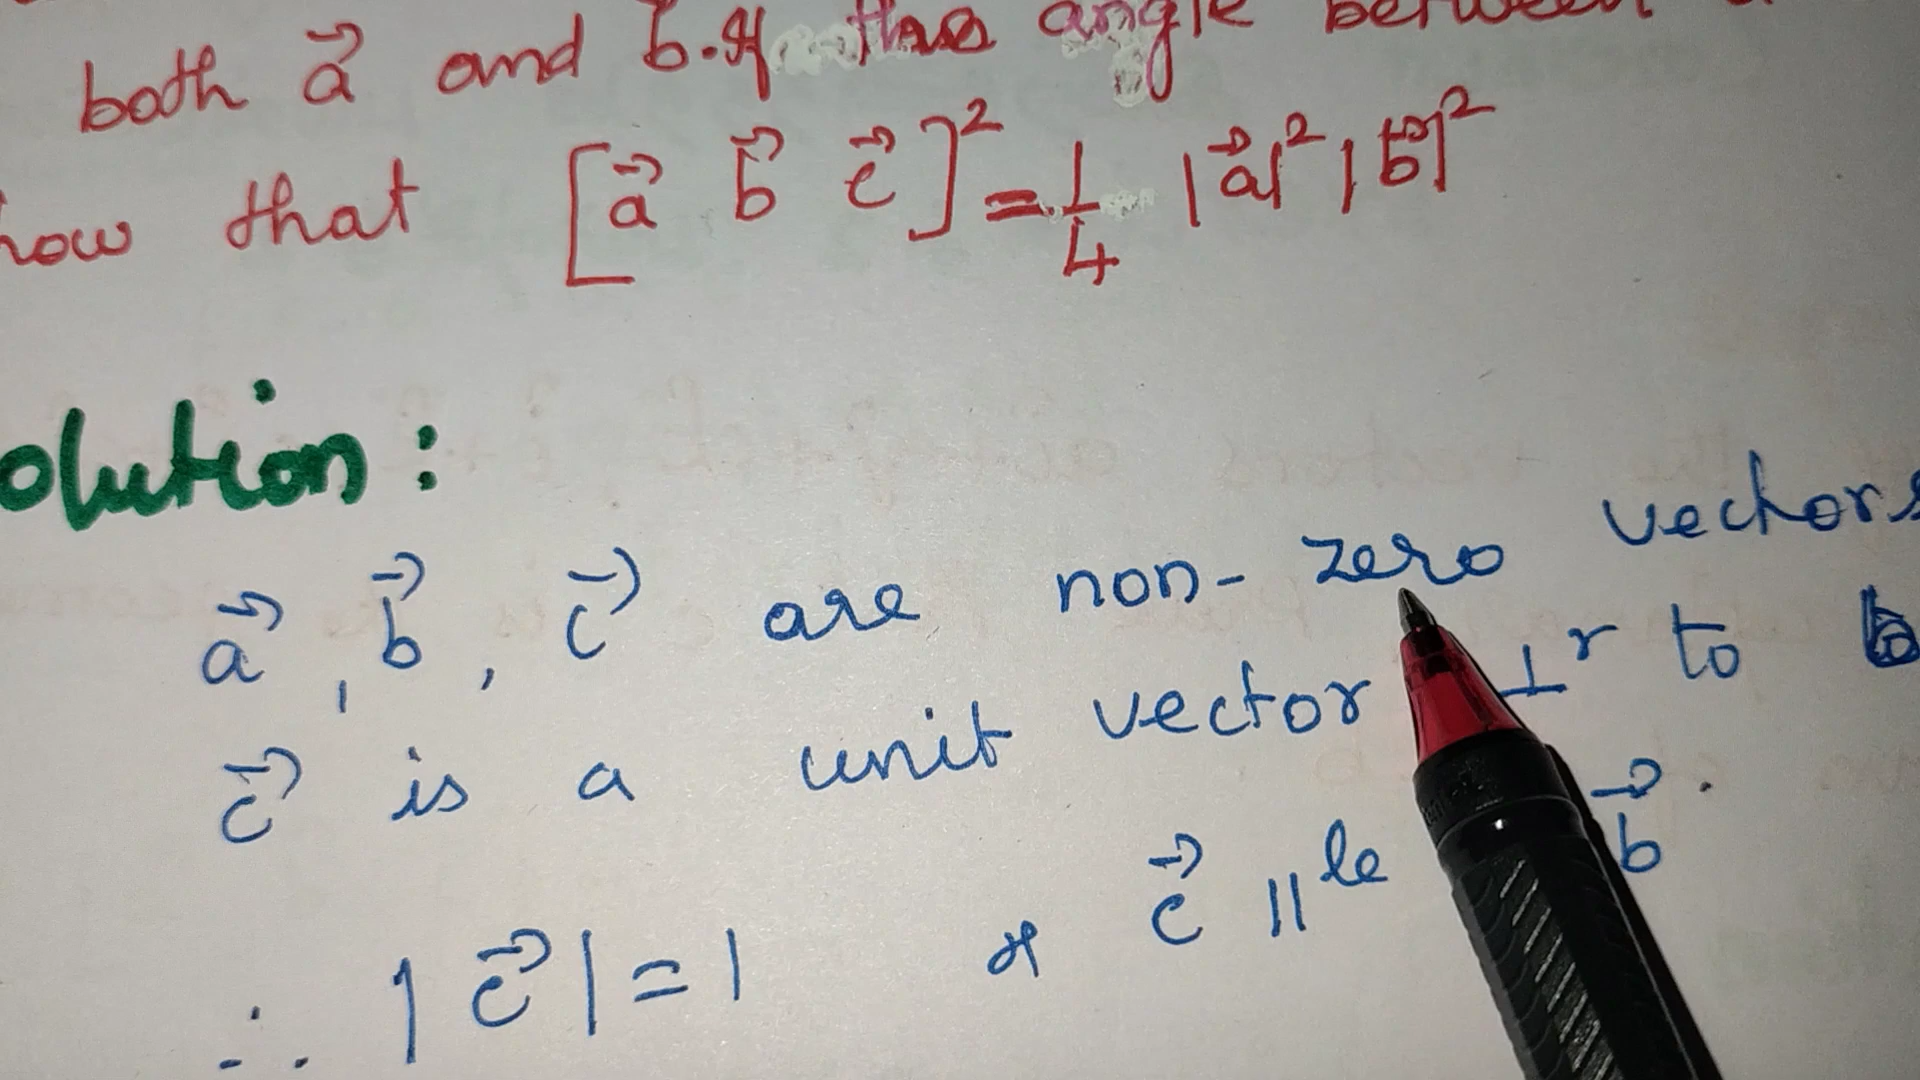 both a⃗ and b⃗. If the angle between
how that [a⃗ b⃗ c⃗]² = 1/4 |a⃗|² |b⃗|²
olution:
a⃗, b⃗, c⃗ are non-zero vectors
c⃗ is a unit vector ⊥r to
∴ |c⃗| = 1 & c⃗ ||le b⃗.